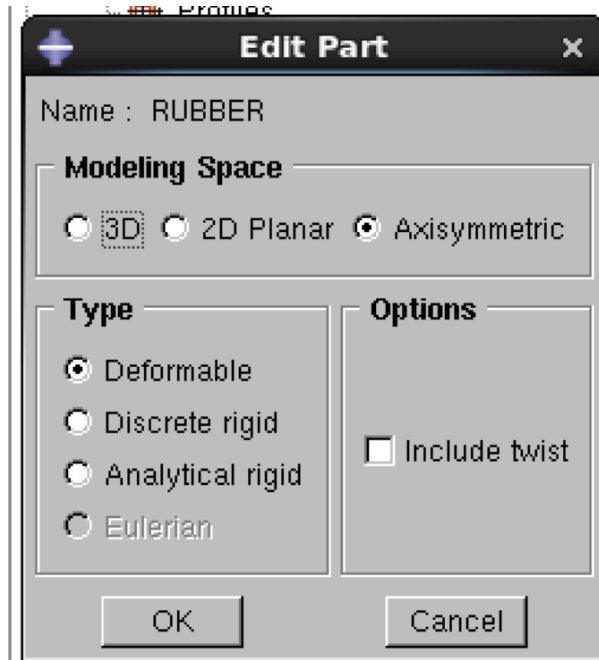 Profiles
Edit Part
Name : RUBBER
Modeling Space
3D 2D Planar Axisymmetric
Type
Options
Deformable
Discrete rigid
Include twist
Analytical rigid
Eulerian
OK Cancel